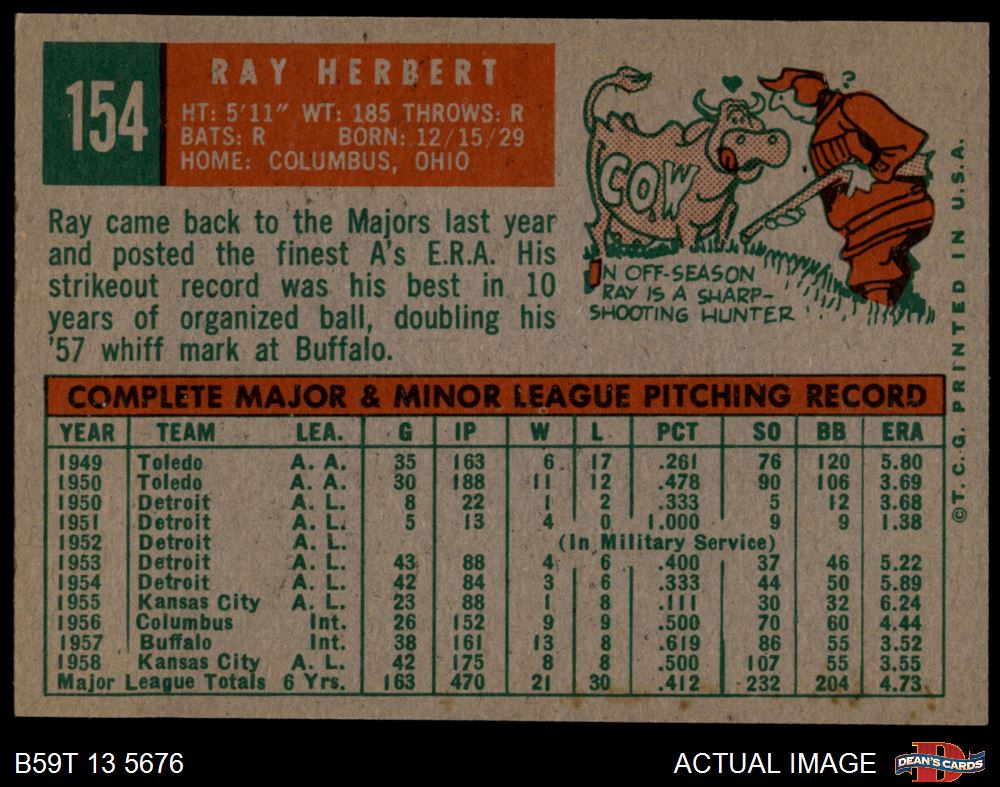 154
RAY HERBERT
HT: 5'11" WT: 185 THROWS: R
BATS: R BORN: 12/15/29
HOME: COLUMBUS, OHIO
COW
?
IN OFF-SEASON
RAY IS A SHARP-
SHOOTING HUNTER
Ray came back to the Majors last year
and posted the finest A's E.R.A. His
strikeout record was his best in 10
years of organized ball, doubling his
'57 whiff mark at Buffalo.
©T. C. G. PRINTED IN U.S.A.
COMPLETE MAJOR & MINOR LEAGUE PITCHING RECORD
YEAR TEAM LEA. G IP W L PCT SO BB ERA
1949 Toledo A. A. 35 163 6 17 .261 76 120 5.80
1950 Toledo A. A. 30 188 11 12 .478 90 106 3.69
1950 Detroit A. L. 8 22 1 2 .333 5 12 3.68
1951 Detroit A. L. 5 13 4 0 1.000 9 9 1.38
1952 Detroit A. L. (In Military Service)
1953 Detroit A. L. 43 88 4 6 .400 37 46 5.22
1954 Detroit A. L. 42 84 3 6 .333 44 50 5.89
1955 Kansas City A. L. 23 88 1 8 .111 30 32 6.24
1956 Columbus Int. 26 152 9 9 .500 70 60 4.44
1957 Buffalo Int. 38 161 13 8 .619 86 55 3.52
1958 Kansas City A. L. 42 175 8 8 .500 107 55 3.55
Major League Totals 6 Yrs. 163 470 21 30 .412 232 204 4.73
B59T 13 5676
ACTUAL IMAGE
D
DEAN'S CARDS